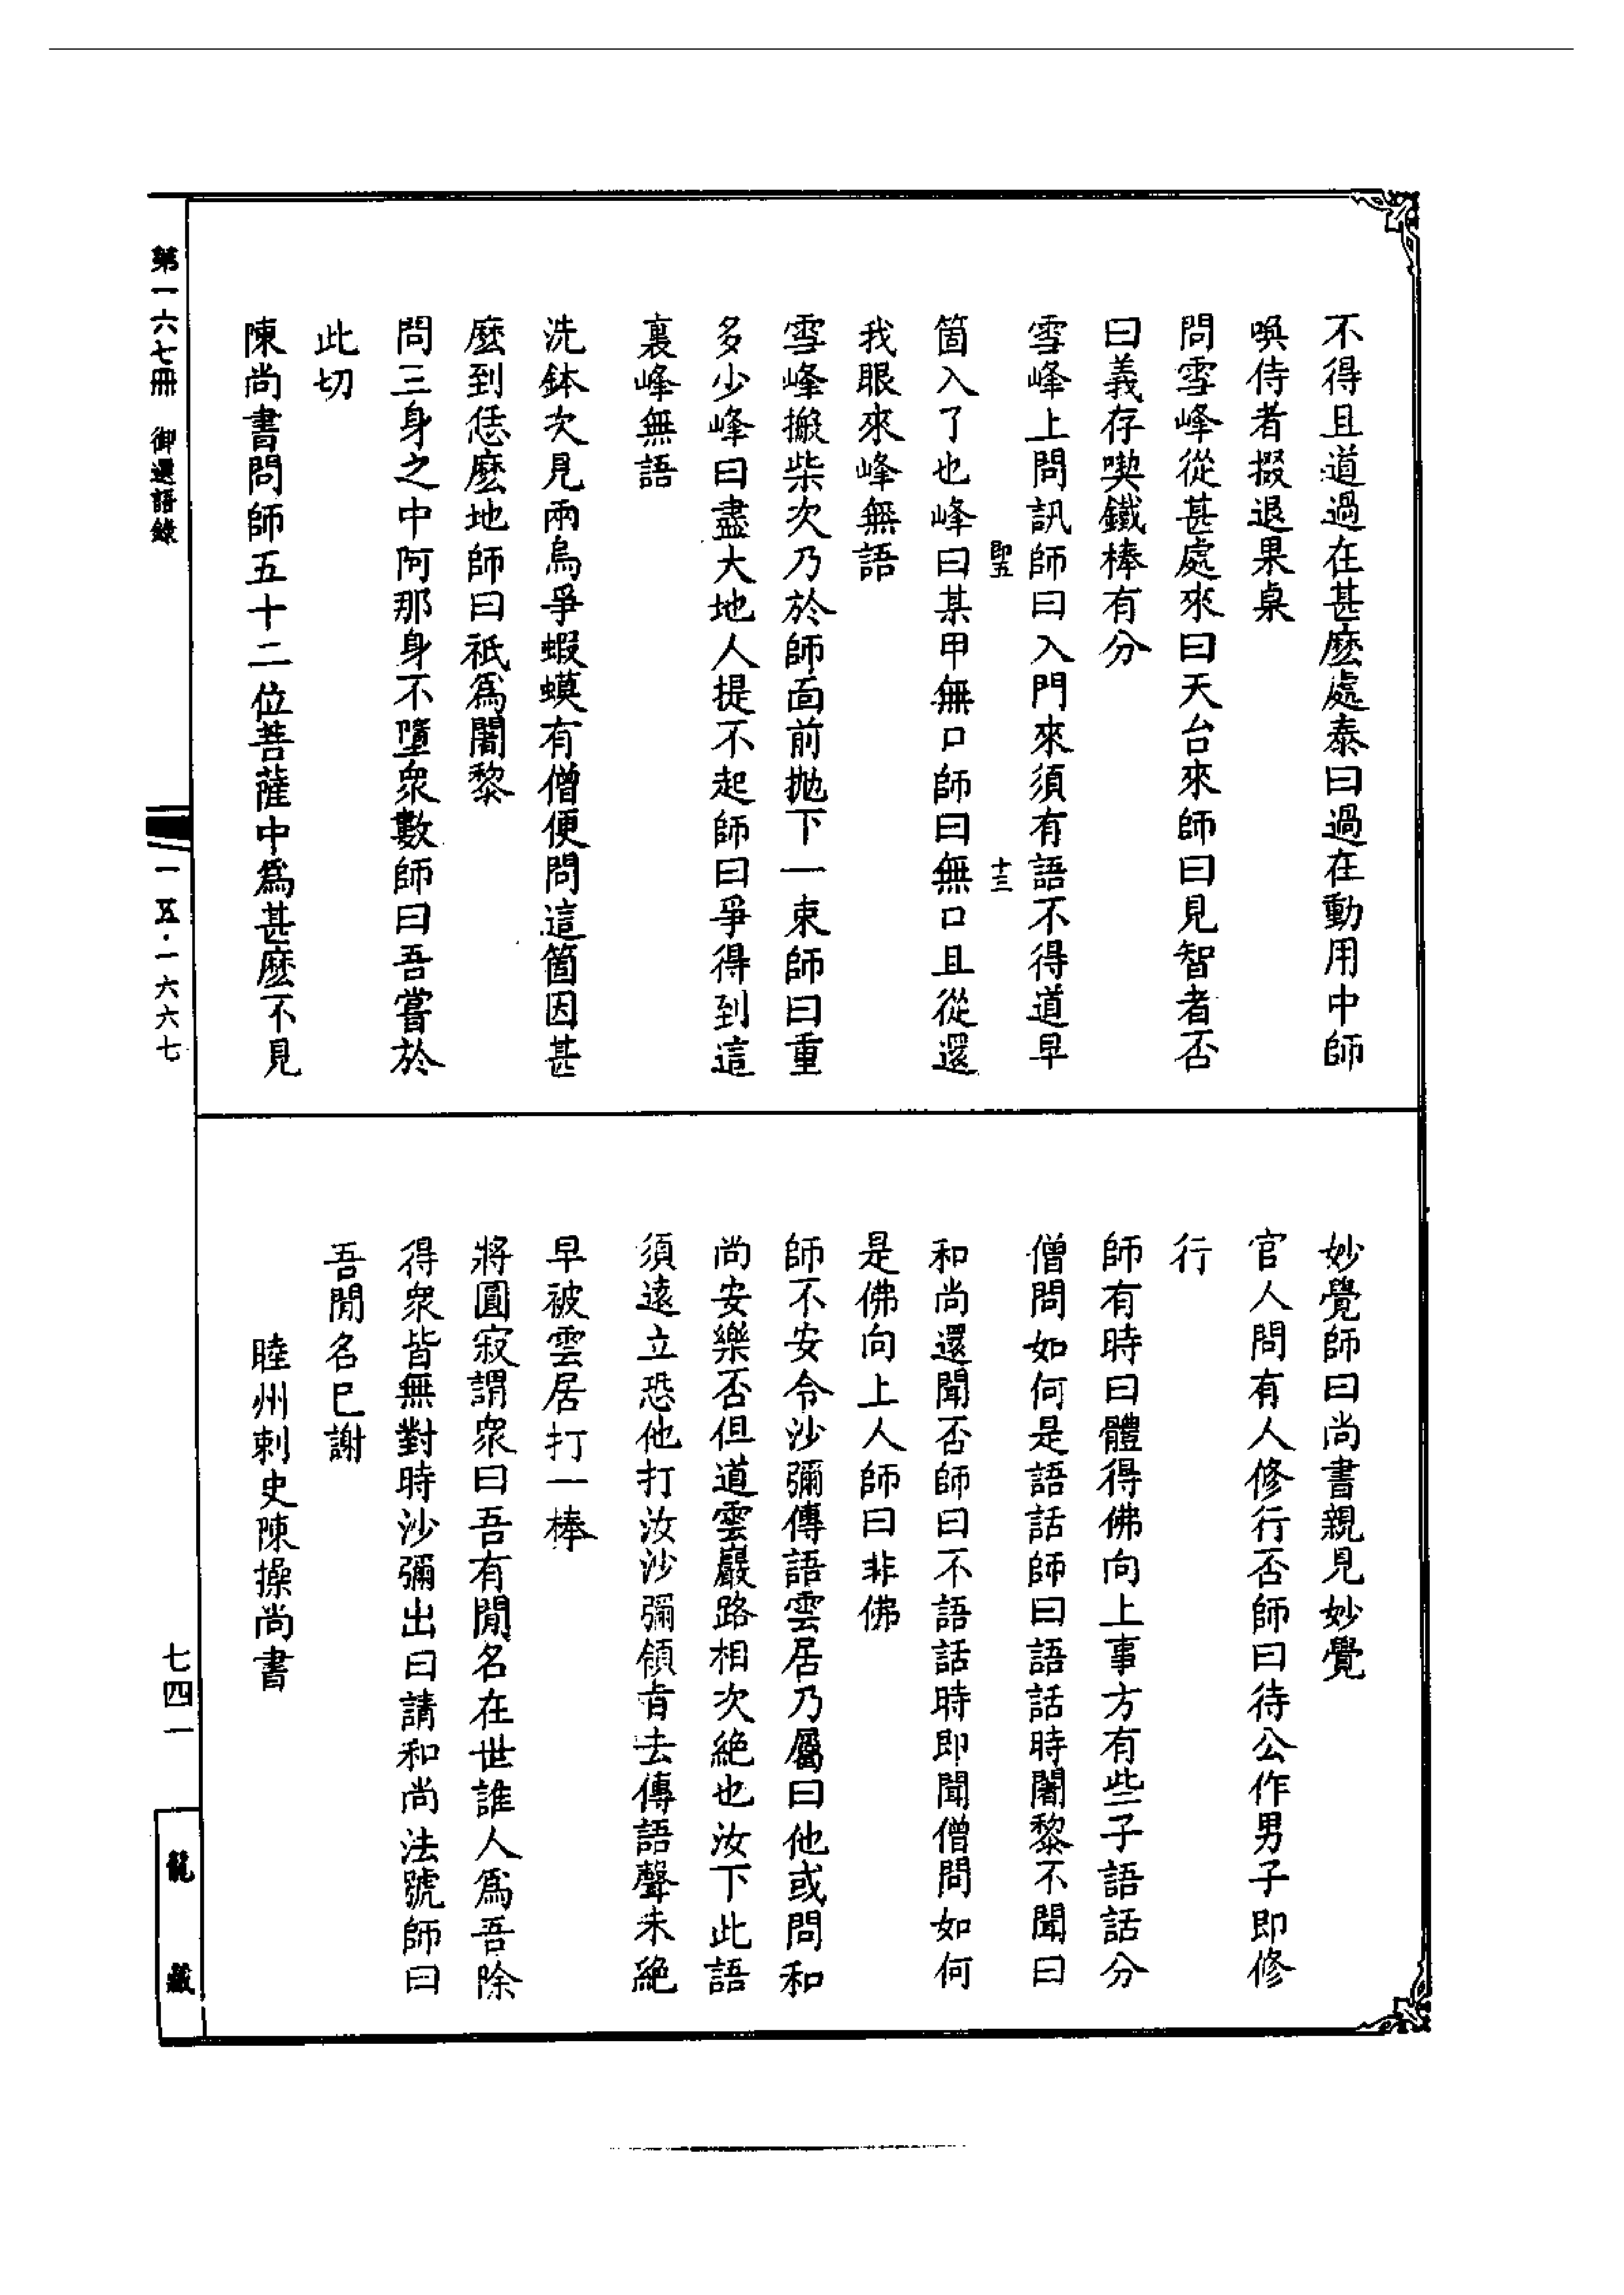 不得且道過在甚麽處泰曰過在動用中師
喚侍者掇退果桌
問雪峰從甚處來曰天台來師曰見智者否
曰義存喫鐵棒有分
雪峰上問訊師曰入門來須有語不得道早
即五
十三
箇入了也峰曰某甲無口師曰無口且從還
我眼來峰無語
雪峰搬柴次乃於師面前拋下一束師曰重
多少峰曰盡大地人提不起師曰爭得到這
裏峰無語
洗鉢次見兩烏爭蝦蟆有僧便問這箇因甚
麽到恁麽地師曰祇爲闍黎
問三身之中阿那身不墮衆數師曰吾嘗於
此切
陳尚書問師五十二位菩薩中爲甚麽不見
妙覺師曰尚書親見妙覺
官人問有人修行否師曰待公作男子即修
行
師有時曰體得佛向上事方有些子語話分
僧問如何是語話師曰語話時闍黎不聞曰
和尚還聞否師曰不語話時即聞僧問如何
是佛向上人師曰非佛
師不安令沙彌傳語雲居乃屬曰他或問和
尚安樂否但道雲巖路相次絕也汝下此語
須遠立恐他打汝沙彌領旨去傳語聲未絕
早被雲居打一棒
將圓寂謂衆曰吾有閒名在世誰人爲吾除
得衆皆無對時沙彌出曰請和尚法號師曰
吾閒名已謝
睦州刺史陳操尚書
第一六七冊　御選語錄
一五·一六六七
七四一
龍藏